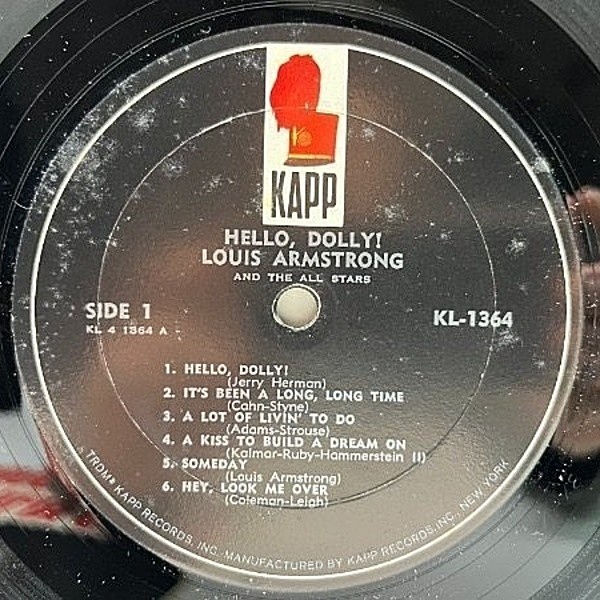 KAPP
HELLO, DOLLY!
LOUIS ARMSTRONG
AND THE ALL STARS
SIDE 1
KL 4 1364 A
KL-1364
1. HELLO, DOLLY!
(Jerry Herman)
2. IT'S BEEN A LONG, LONG TIME
(Cahn-Styne)
3. A LOT OF LIVIN' TO DO
(Adams-Strouse)
4. A KISS TO BUILD A DREAM ON
(Kalmar-Ruby-Hammerstein II)
5. SOMEDAY
(Louis Armstrong)
6. HEY, LOOK ME OVER
(Coleman-Leigh)
TRDMK KAPP RECORDS, INC. MANUFACTURED BY KAPP RECORDS, INC., NEW YORK